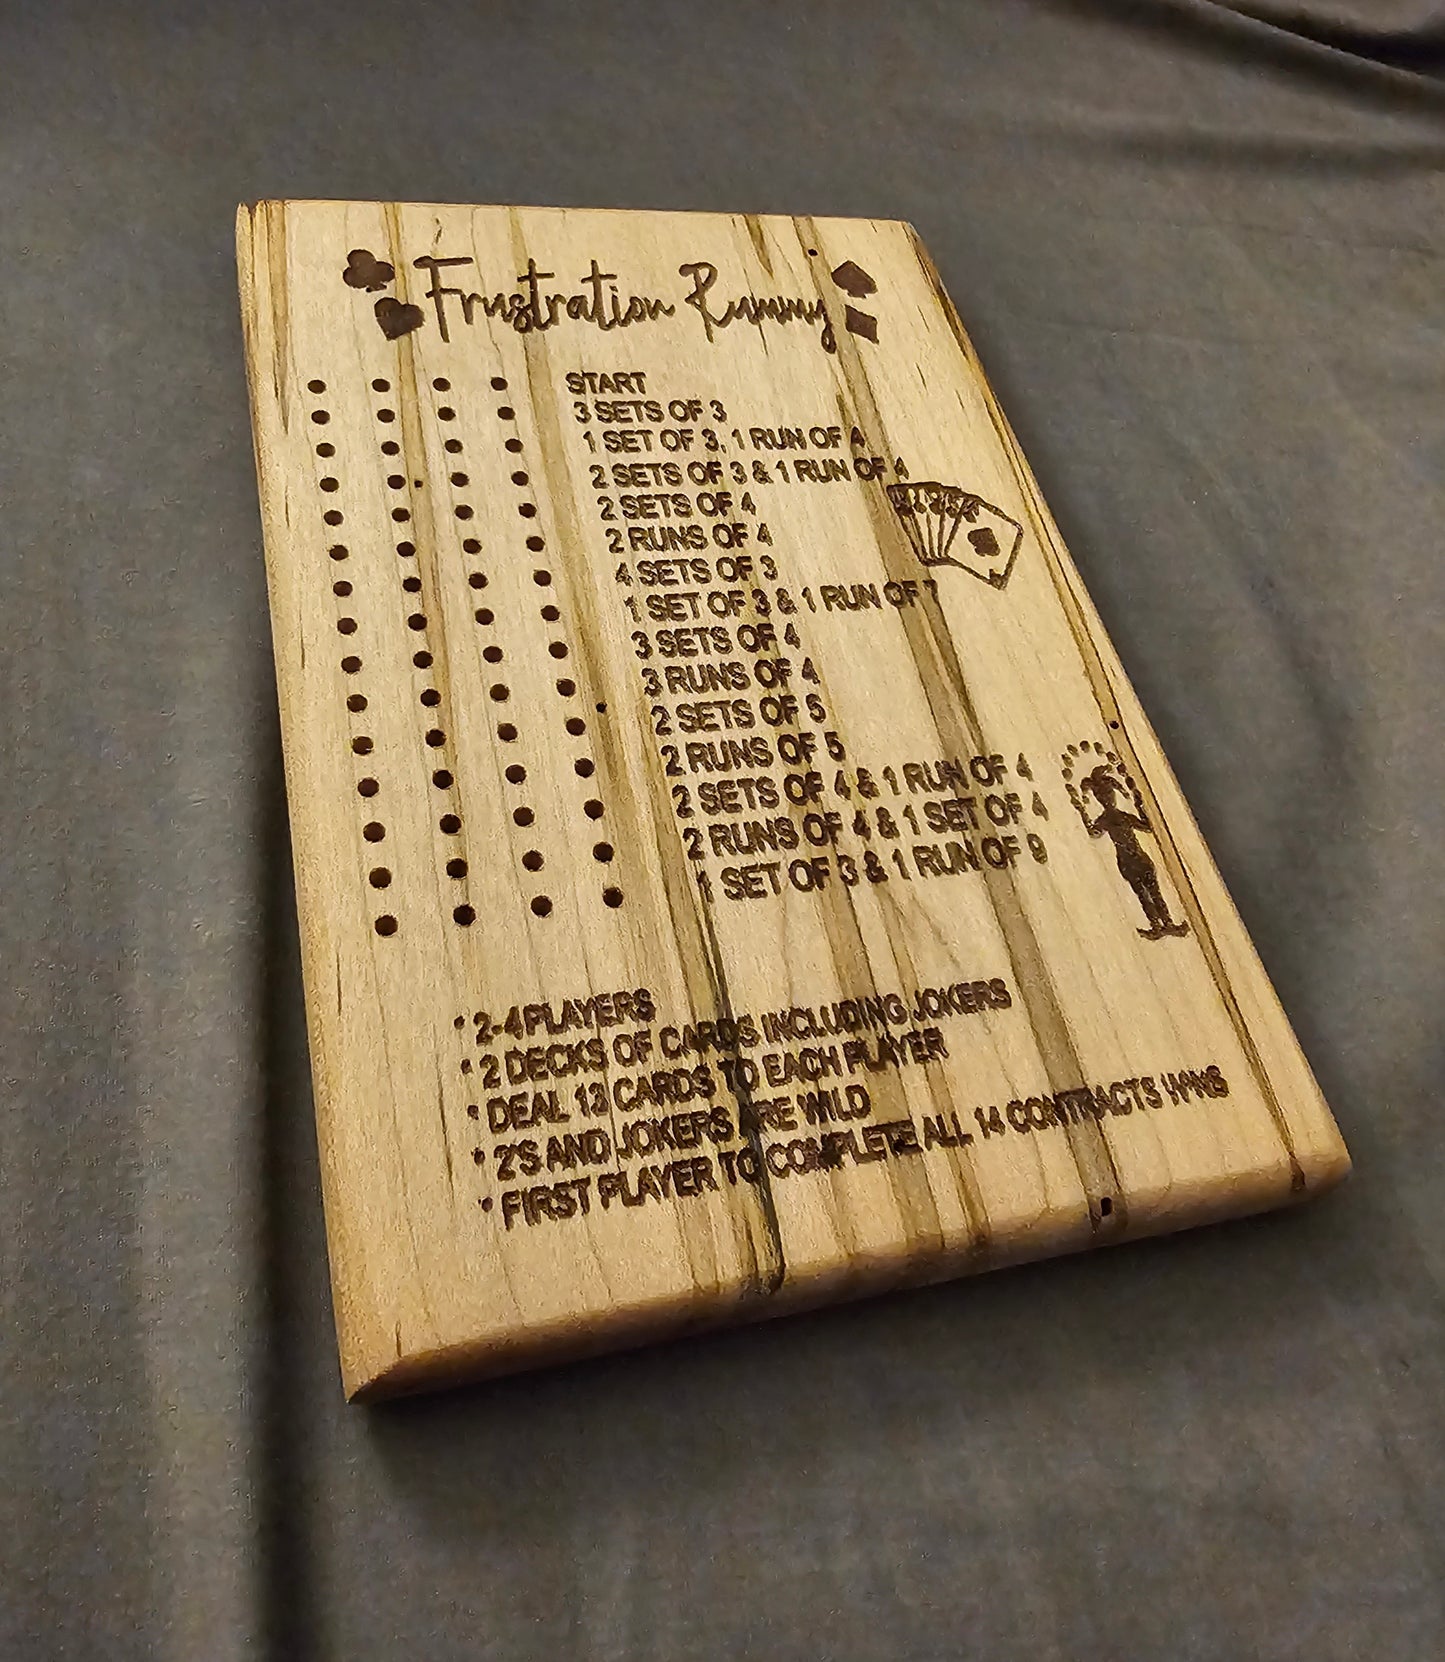 Frustration Rummy
START
3 SETS OF 3
1 SET OF 3, 1 RUN OF 4
2 SETS OF 3 & 1 RUN OF 4
2 SETS OF 4
2 RUNS OF 4
4 SETS OF 3
1 SET OF 3 & 1 RUN OF 7
3 SETS OF 4
3 RUNS OF 4
2 SETS OF 5
2 RUNS OF 5
2 SETS OF 4 & 1 RUN OF 4
2 RUNS OF 4 & 1 SET OF 4
1 SET OF 3 & 1 RUN OF 9
* 2-4 PLAYERS
* 2 DECKS OF CARDS INCLUDING JOKERS
* DEAL 12 CARDS TO EACH PLAYER
* 2'S AND JOKERS ARE WILD
* FIRST PLAYER TO COMPLETE ALL 14 CONTRACTS WINS